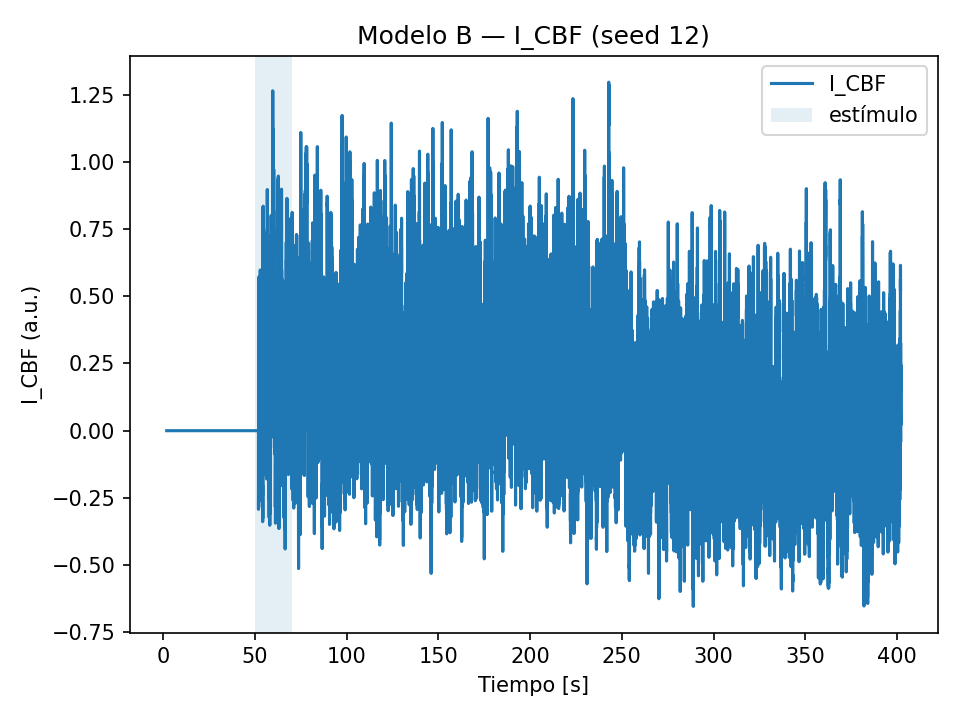 Modelo B — I_CBF (seed 12)
I_CBF
estímulo
I_CBF (a.u.)
1.25
1.00
0.75
0.50
0.25
0.00
−0.25
−0.50
−0.75
0 50 100 150 200 250 300 350 400
Tiempo [s]